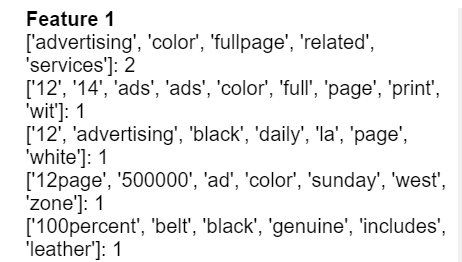 Feature 1
['advertising', 'color', 'fullpage', 'related',
'services']: 2
['12', '14', 'ads', 'ads', 'color', 'full', 'page', 'print',
'wit']: 1
['12', 'advertising', 'black', 'daily', 'la', 'page',
'white']: 1
['12page', '500000', 'ad', 'color', 'sunday', 'west',
'zone']: 1
['100percent', 'belt', 'black', 'genuine', 'includes',
'leather']: 1